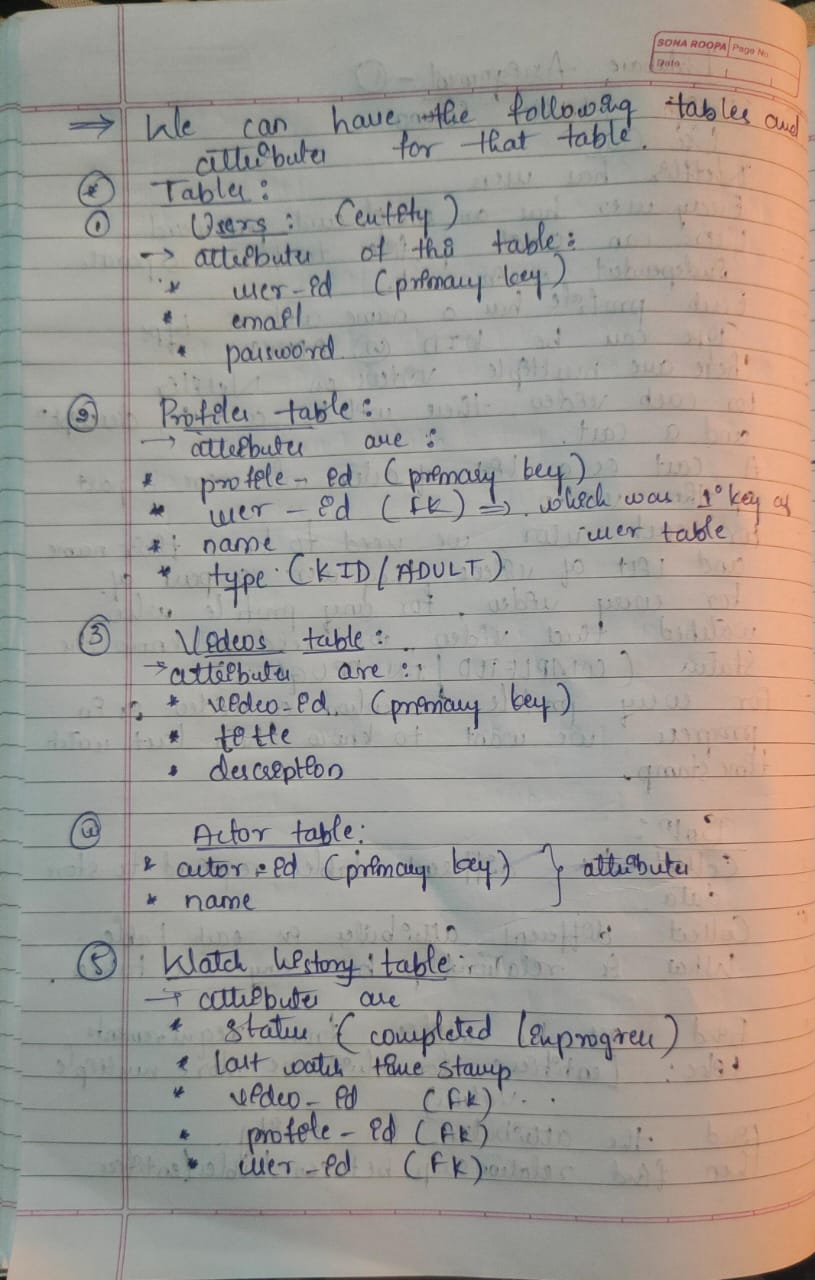 SONA ROOPA Page No.
Date
⇒ We can have the following tables and
attributes for that table.
* Tables :
① Users : (entity)
→ attributes of this table :
* user-id (primary key)
* email
* password
② Profiles table :
→ attributes are :
* profile-id (primary key)
* user-id (FK) ⇒ which was 1° key of
user table
* name
* type (KID/ADULT)
③ Videos table :
→ attributes are :
* video-id (primary key)
* title
* description
④ Actor table :
* actor-id (primary key) } attributes
* name
⑤ Watch history table :
→ attributes are
* status (completed/inprogress)
* last watch time stamp
* video-id (FK)
* profile-id (FK)
* user-id (FK)